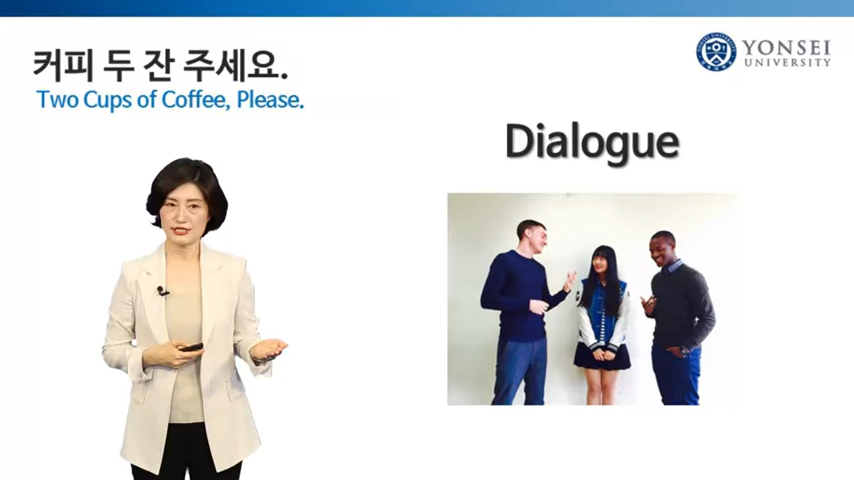 커피 두 잔 주세요.
Two Cups of Coffee, Please.
YONSEI
UNIVERSITY
Dialogue